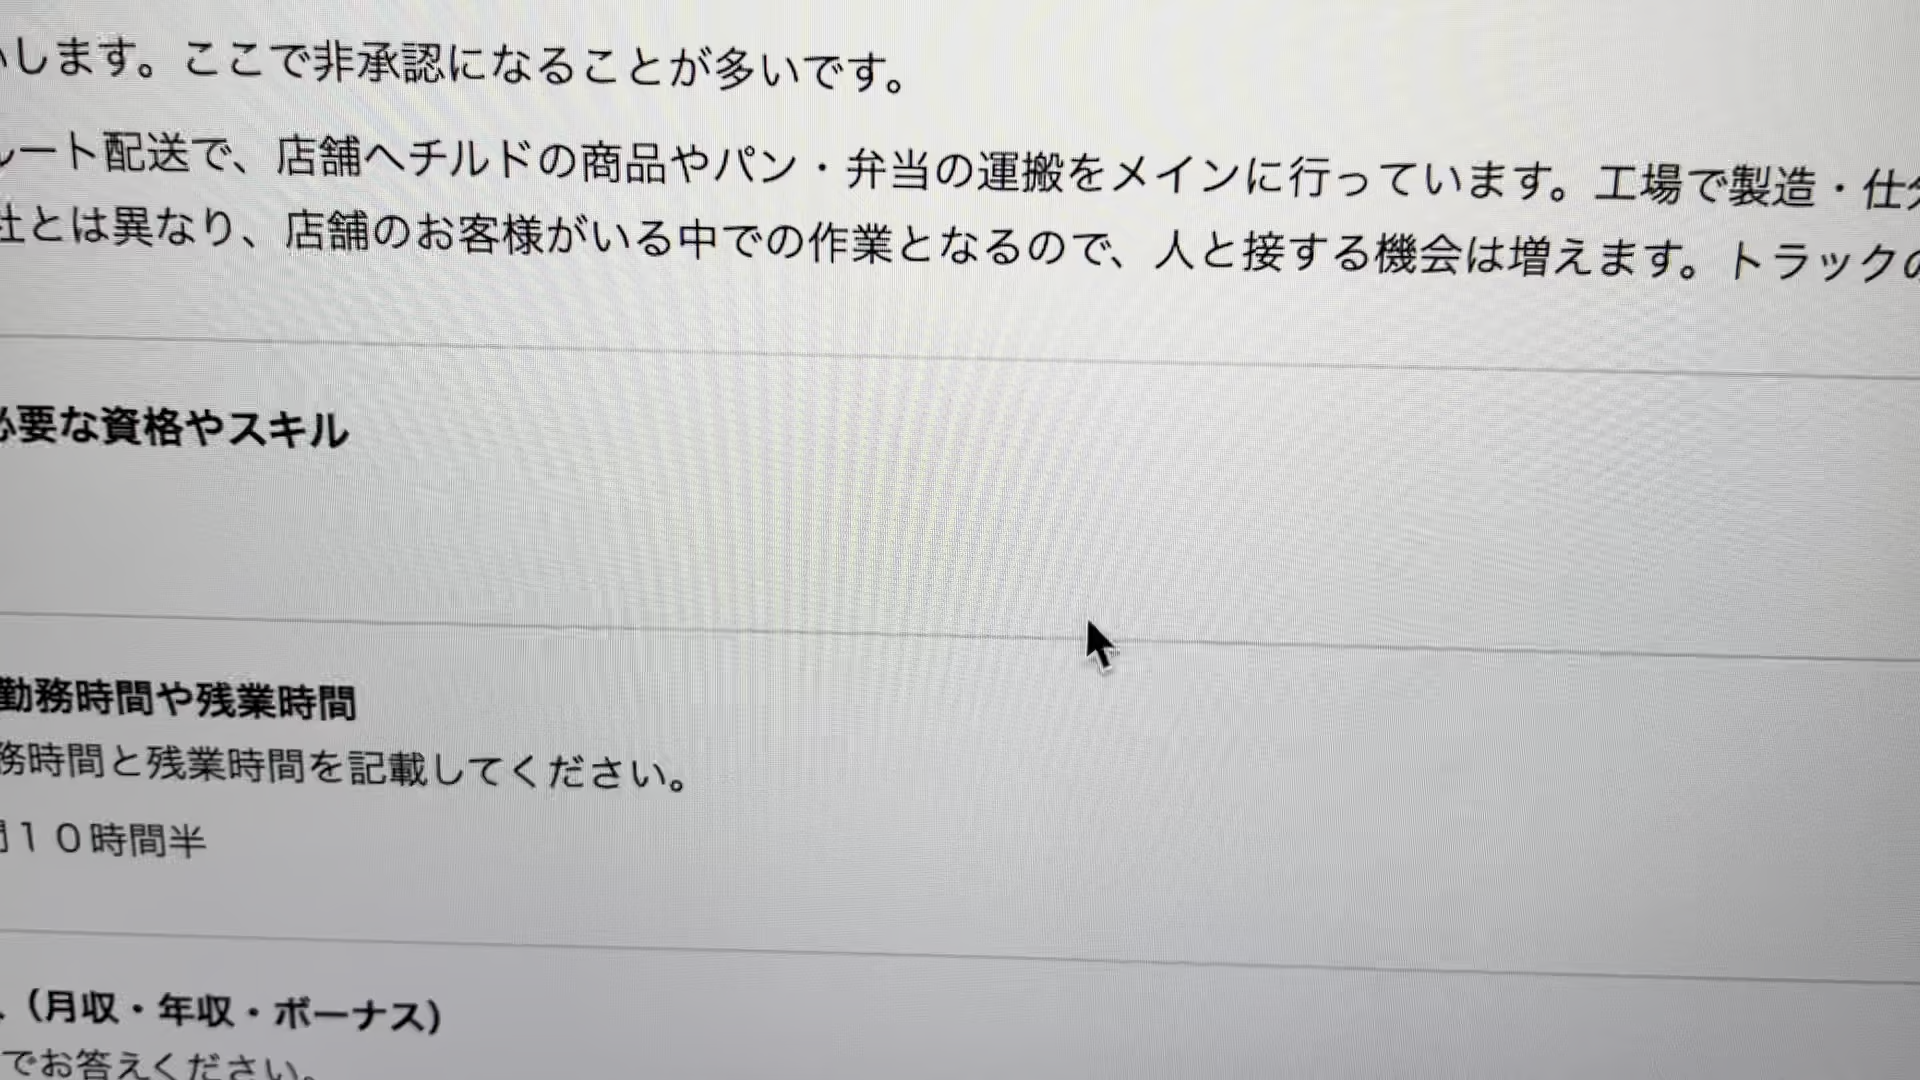 します。ここで非承認になることが多いです。
ルート配送で、店舗へチルドの商品やパン・弁当の運搬をメインに行っています。工場で製造・仕分
社とは異なり、店舗のお客様がいる中での作業となるので、人と接する機会は増えます。トラックの
必要な資格やスキル
勤務時間や残業時間
務時間と残業時間を記載してください。
間１０時間半
（月収・年収・ボーナス）
でお答えください。